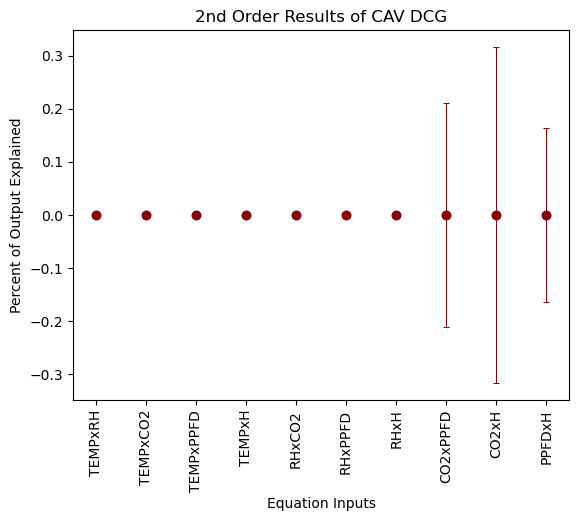 2nd Order Results of CAV DCG
Percent of Output Explained
0.3
0.2
0.1
0.0
−0.1
−0.2
−0.3
TEMPxRH
TEMPxCO2
TEMPxPPFD
TEMPxH
RHxCO2
RHxPPFD
RHxH
CO2xPPFD
CO2xH
PPFDxH
Equation Inputs